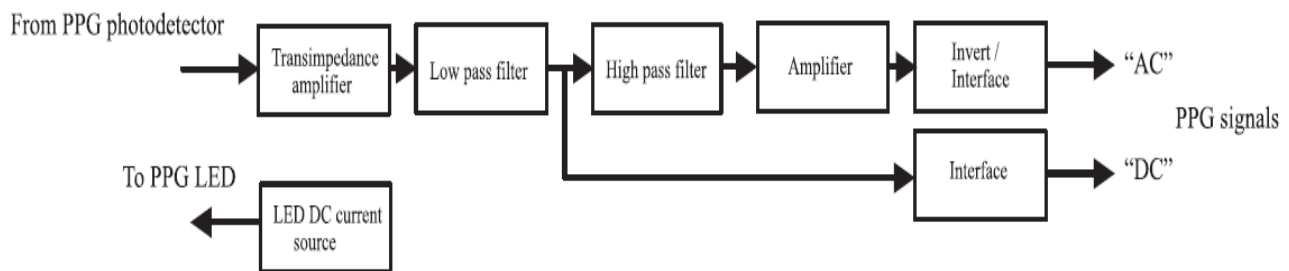 From PPG photodetector
Transimpedance
amplifier
Low pass filter
High pass filter
Amplifier
Invert /
Interface
“AC”
PPG signals
Interface
“DC”
To PPG LED
LED DC current
source